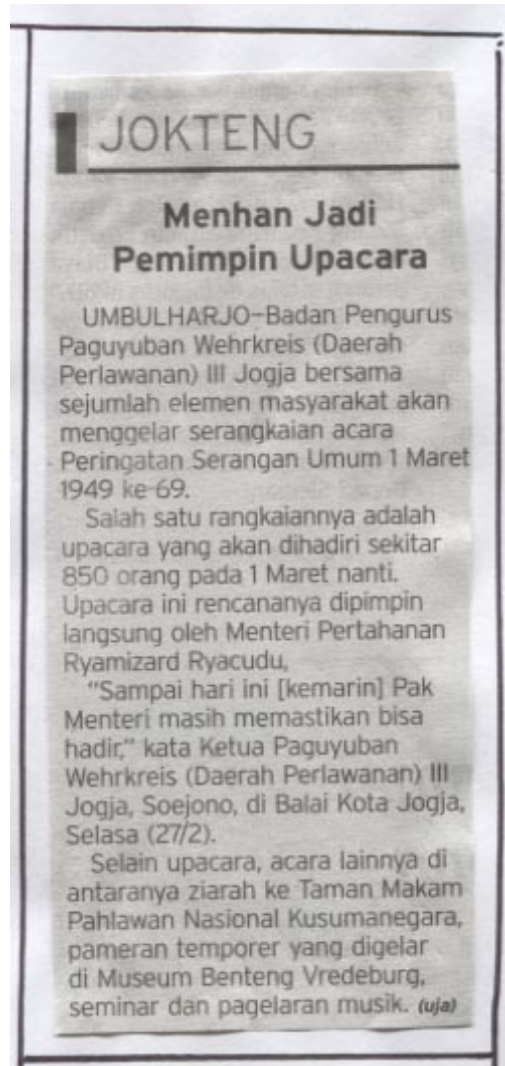 JOKTENG
Menhan Jadi
Pemimpin Upacara
UMBULHARJO–Badan Pengurus
Paguyuban Wehrkreis (Daerah
Perlawanan) III Jogja bersama
sejumlah elemen masyarakat akan
menggelar serangkaian acara
Peringatan Serangan Umum 1 Maret
1949 ke-69.
Salah satu rangkaiannya adalah
upacara yang akan dihadiri sekitar
850 orang pada 1 Maret nanti.
Upacara ini rencananya dipimpin
langsung oleh Menteri Pertahanan
Ryamizard Ryacudu,
“Sampai hari ini [kemarin] Pak
Menteri masih memastikan bisa
hadir,” kata Ketua Paguyuban
Wehrkreis (Daerah Perlawanan) III
Jogja, Soejono, di Balai Kota Jogja,
Selasa (27/2).
Selain upacara, acara lainnya di
antaranya ziarah ke Taman Makam
Pahlawan Nasional Kusumanegara,
pameran temporer yang digelar
di Museum Benteng Vredeburg,
seminar dan pagelaran musik. (uja)